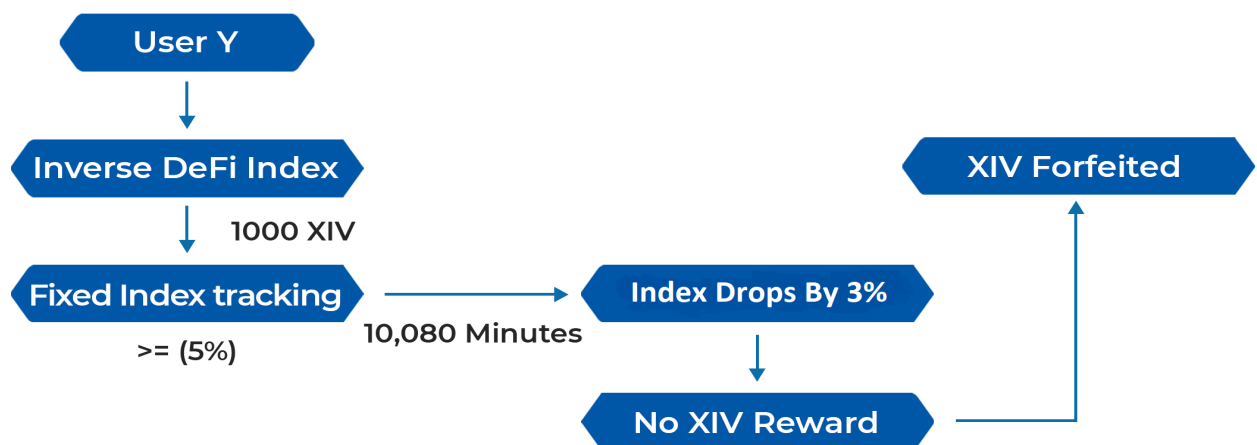 User Y
Inverse DeFi Index
1000 XIV
Fixed Index tracking
>= (5%)
10,080 Minutes
Index Drops By 3%
No XIV Reward
XIV Forfeited